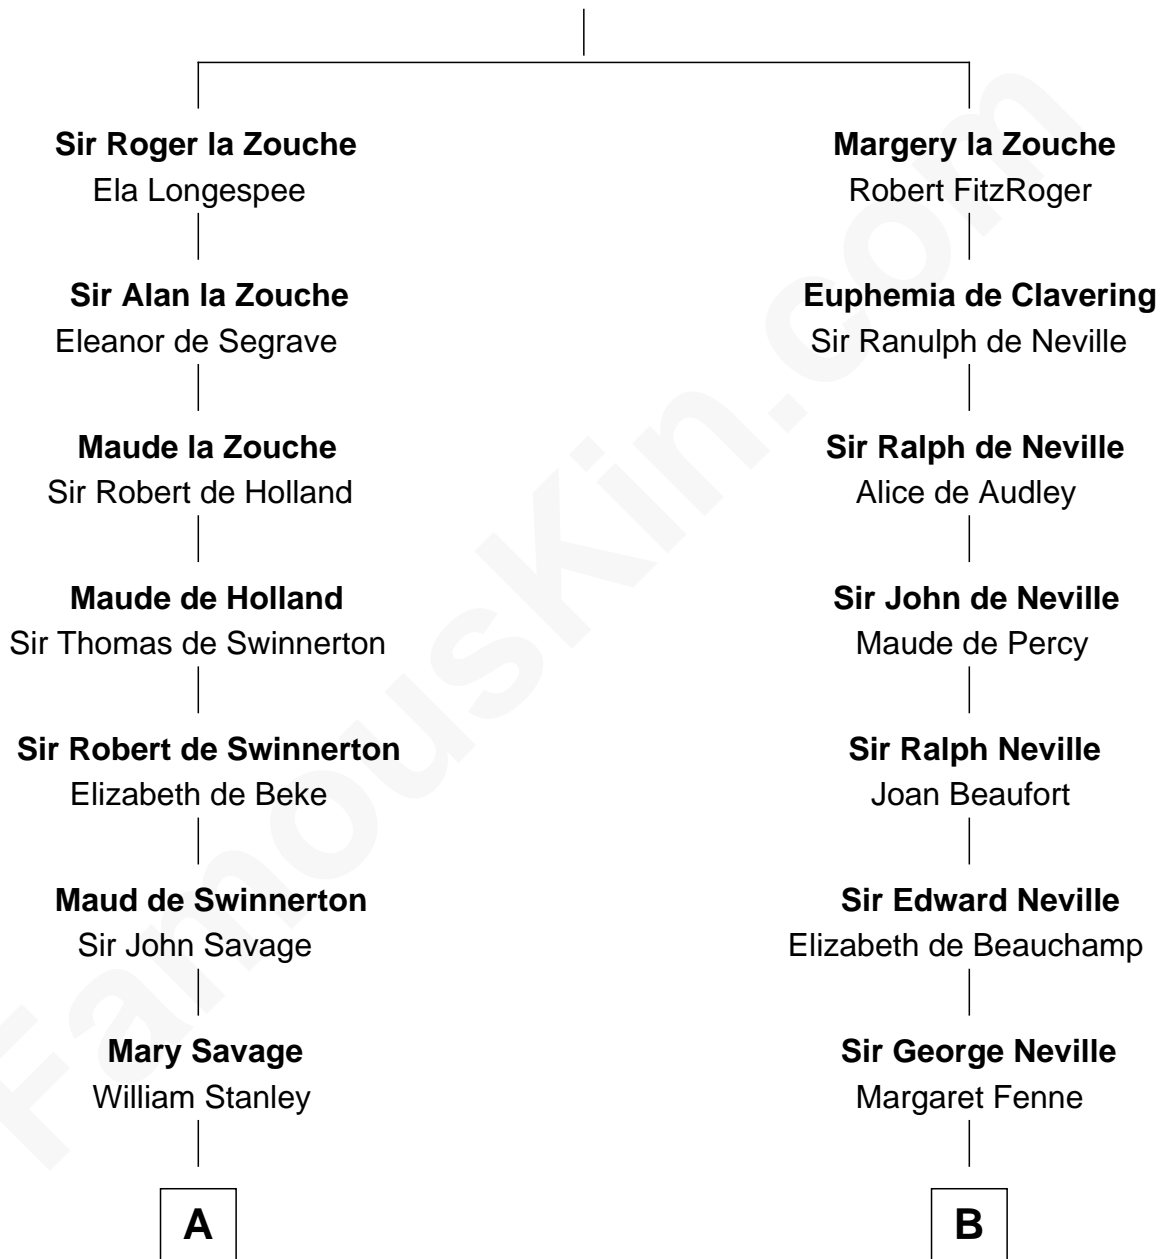 Sir Roger la Zouche
Ela Longespee
Sir Alan la Zouche
Eleanor de Segrave
Maude la Zouche
Sir Robert de Holland
Maude de Holland
Sir Thomas de Swinnerton
Sir Robert de Swinnerton
Elizabeth de Beke
Maud de Swinnerton
Sir John Savage
Mary Savage
William Stanley
A
Margery la Zouche
Robert FitzRoger
Euphemia de Clavering
Sir Ranulph de Neville
Sir Ralph de Neville
Alice de Audley
Sir John de Neville
Maude de Percy
Sir Ralph Neville
Joan Beaufort
Sir Edward Neville
Elizabeth de Beauchamp
Sir George Neville
Margaret Fenne
B
FamousKin.com